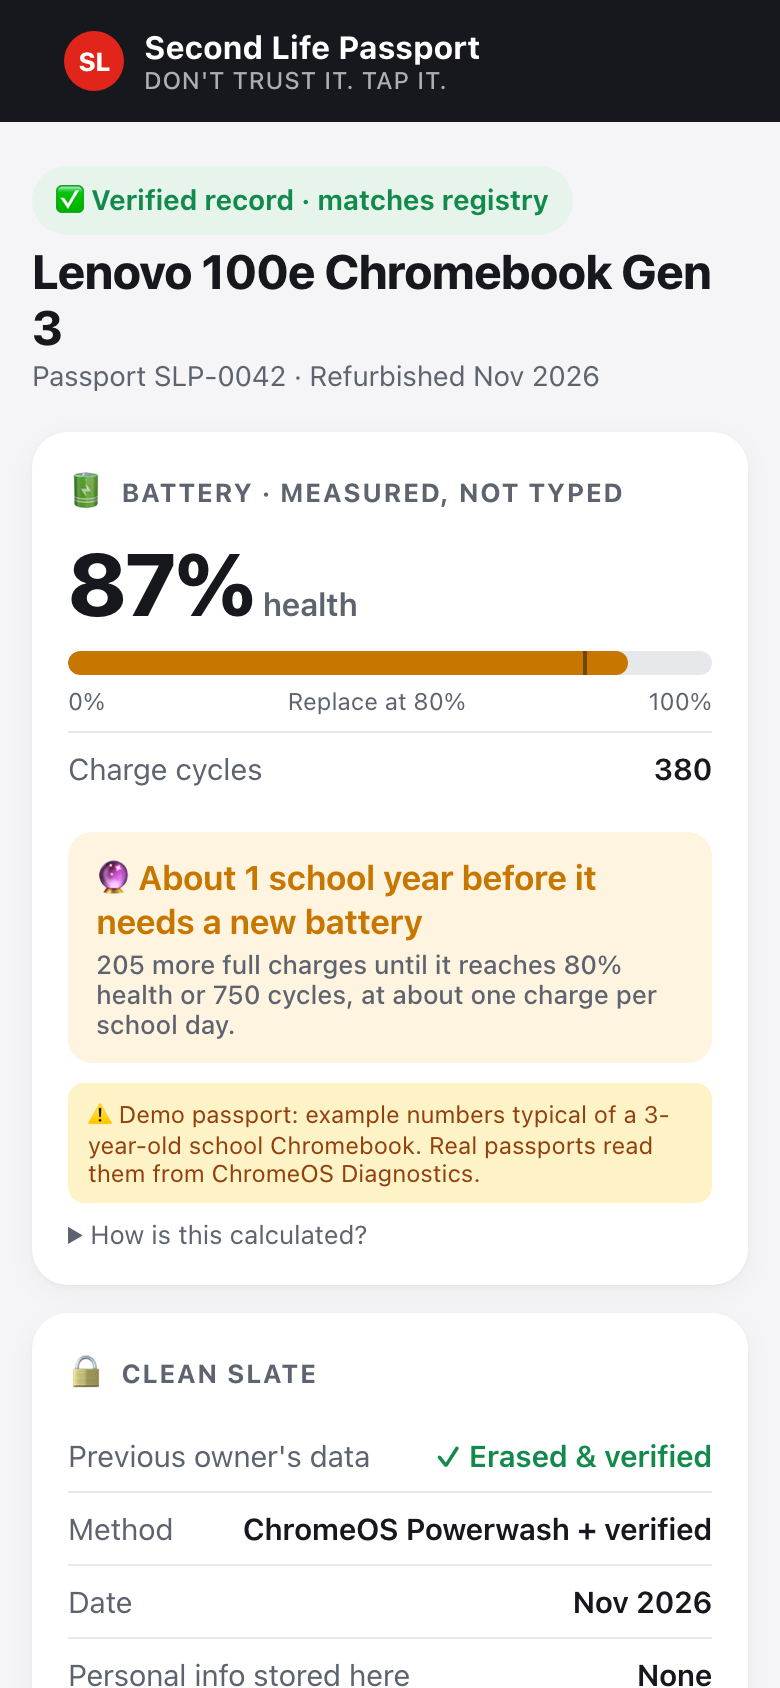 SL
Second Life Passport
DON'T TRUST IT. TAP IT.
✅ Verified record · matches registry
Lenovo 100e Chromebook Gen
3
Passport SLP-0042 · Refurbished Nov 2026
🔋 BATTERY · MEASURED, NOT TYPED
87% health
0% Replace at 80% 100%
Charge cycles 380
🔮 About 1 school year before it
needs a new battery
205 more full charges until it reaches 80%
health or 750 cycles, at about one charge per
school day.
⚠️ Demo passport: example numbers typical of a 3-
year-old school Chromebook. Real passports read
them from ChromeOS Diagnostics.
▶ How is this calculated?
🔒 CLEAN SLATE
Previous owner's data ✓ Erased & verified
Method ChromeOS Powerwash + verified
Date Nov 2026
Personal info stored here None